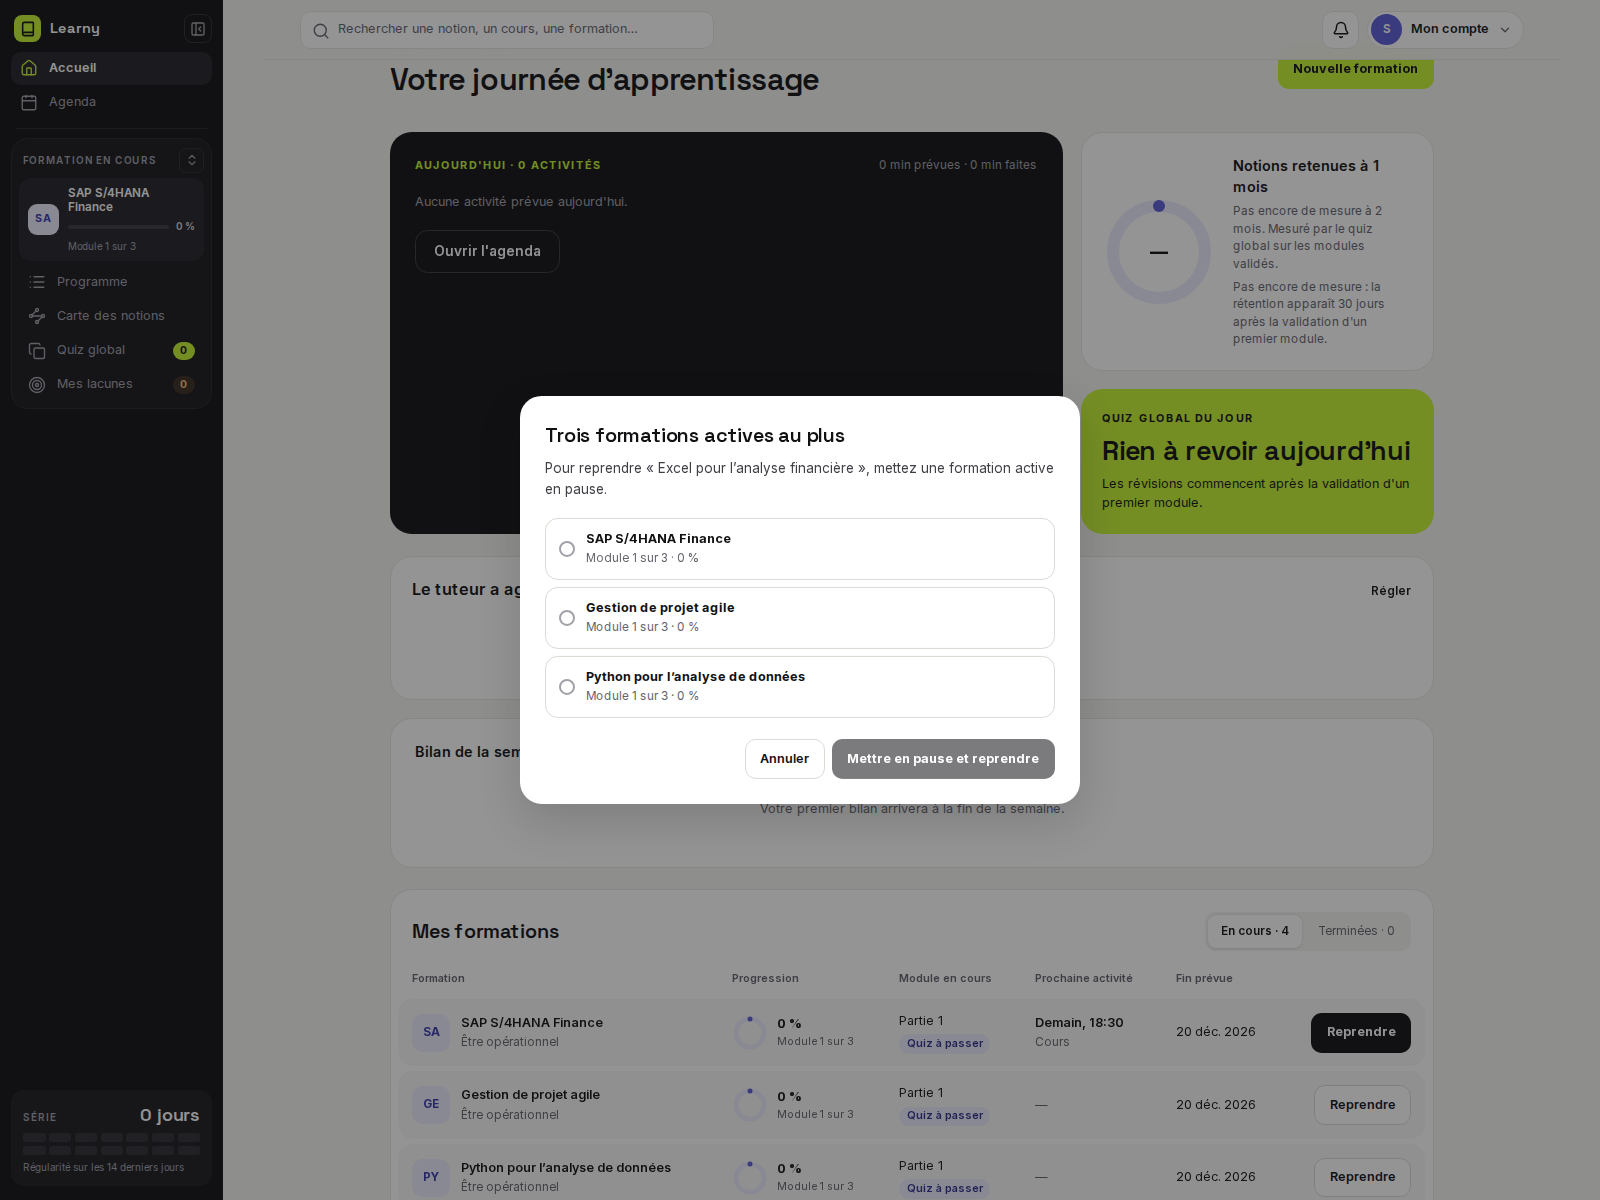 Learny
Accueil
Agenda
FORMATION EN COURS
SA
SAP S/4HANA
Finance
0 %
Module 1 sur 3
Programme
Carte des notions
Quiz global
0
Mes lacunes
0
SÉRIE
0 jours
Régularité sur les 14 derniers jours
Rechercher une notion, un cours, une formation...
S
Mon compte
Votre journée d'apprentissage
Nouvelle formation
AUJOURD'HUI · 0 ACTIVITÉS
0 min prévues · 0 min faites
Aucune activité prévue aujourd'hui.
Ouvrir l'agenda
—
Notions retenues à 1
mois
Pas encore de mesure à 2
mois. Mesuré par le quiz
global sur les modules
validés.
Pas encore de mesure : la
rétention apparaît 30 jours
après la validation d'un
premier module.
QUIZ GLOBAL DU JOUR
Rien à revoir aujourd'hui
Les révisions commencent après la validation d'un
premier module.
Le tuteur a ag
Régler
Bilan de la sem
Votre premier bilan arrivera à la fin de la semaine.
Trois formations actives au plus
Pour reprendre « Excel pour l'analyse financière », mettez une formation active
en pause.
SAP S/4HANA Finance
Module 1 sur 3 · 0 %
Gestion de projet agile
Module 1 sur 3 · 0 %
Python pour l'analyse de données
Module 1 sur 3 · 0 %
Annuler
Mettre en pause et reprendre
Mes formations
En cours · 4
Terminées · 0
Formation
Progression
Module en cours
Prochaine activité
Fin prévue
SA
SAP S/4HANA Finance
Être opérationnel
0 %
Module 1 sur 3
Partie 1
Quiz à passer
Demain, 18:30
Cours
20 déc. 2026
Reprendre
GE
Gestion de projet agile
Être opérationnel
0 %
Module 1 sur 3
Partie 1
Quiz à passer
—
20 déc. 2026
Reprendre
PY
Python pour l'analyse de données
Être opérationnel
0 %
Module 1 sur 3
Partie 1
Quiz à passer
—
20 déc. 2026
Reprendre